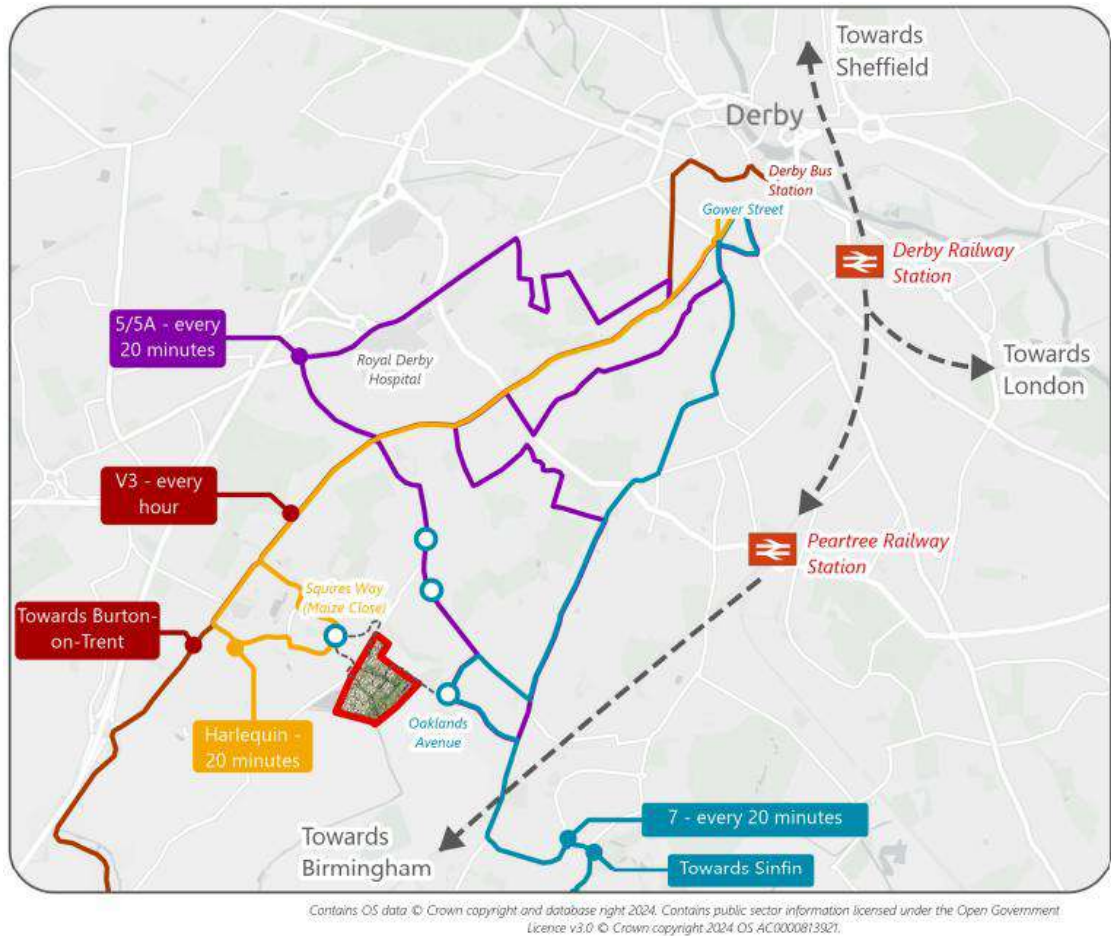 Towards
Sheffield
Derby
Derby Bus
Station
Gower Street
Derby Railway
Station
5/5A - every
20 minutes
Royal Derby
Hospital
Towards
London
V3 - every
hour
Peartree Railway
Station
Squires Way
(Maize Close)
Towards Burton-
on-Trent
Oaklands
Avenue
Harlequin -
20 minutes
7 - every 20 minutes
Towards
Birmingham
Towards Sinfin
Contains OS data © Crown copyright and database right 2024. Contains public sector information licensed under the Open Government
Licence v3.0 © Crown copyright 2024 OS AC0000813921.